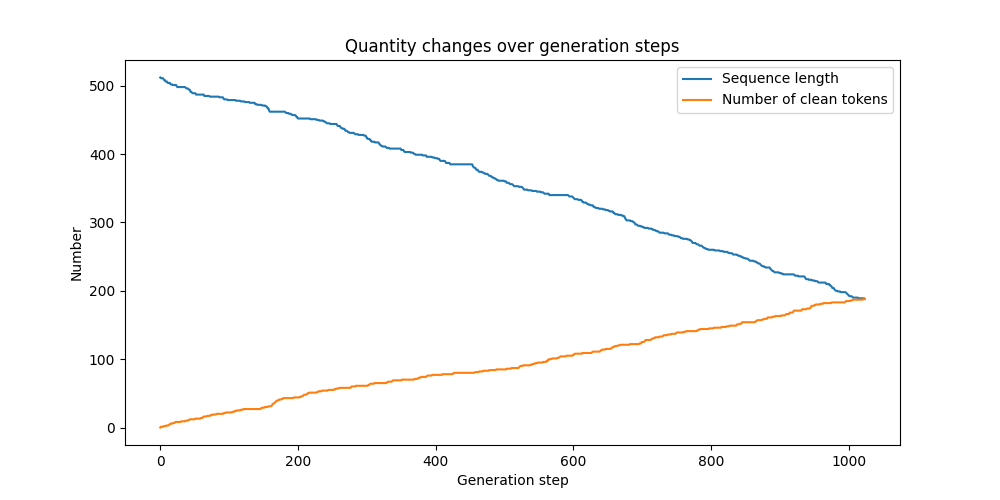 Quantity changes over generation steps
Sequence length
Number of clean tokens
500
400
300
200
100
0
Number
0 200 400 600 800 1000
Generation step